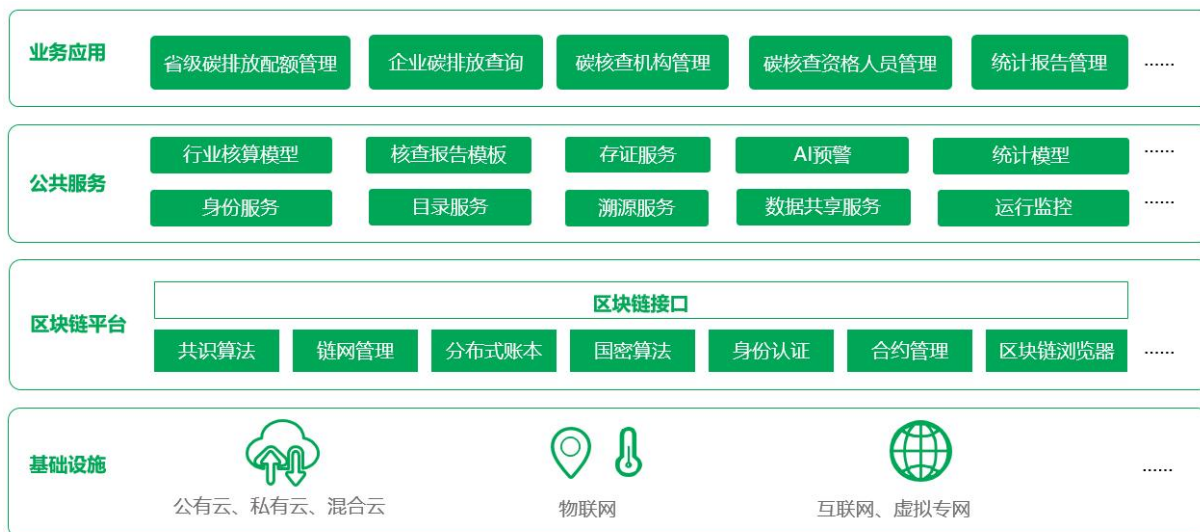 业务应用
省级碳排放配额管理
企业碳排放查询
碳核查机构管理
碳核查资格人员管理
统计报告管理
......
公共服务
行业核算模型
核查报告模板
存证服务
AI预警
统计模型
......
身份服务
目录服务
溯源服务
数据共享服务
运行监控
......
区块链平台
区块链接口
共识算法
链网管理
分布式账本
国密算法
身份认证
合约管理
区块链浏览器
......
基础设施
公有云、私有云、混合云
物联网
互联网、虚拟专网
......